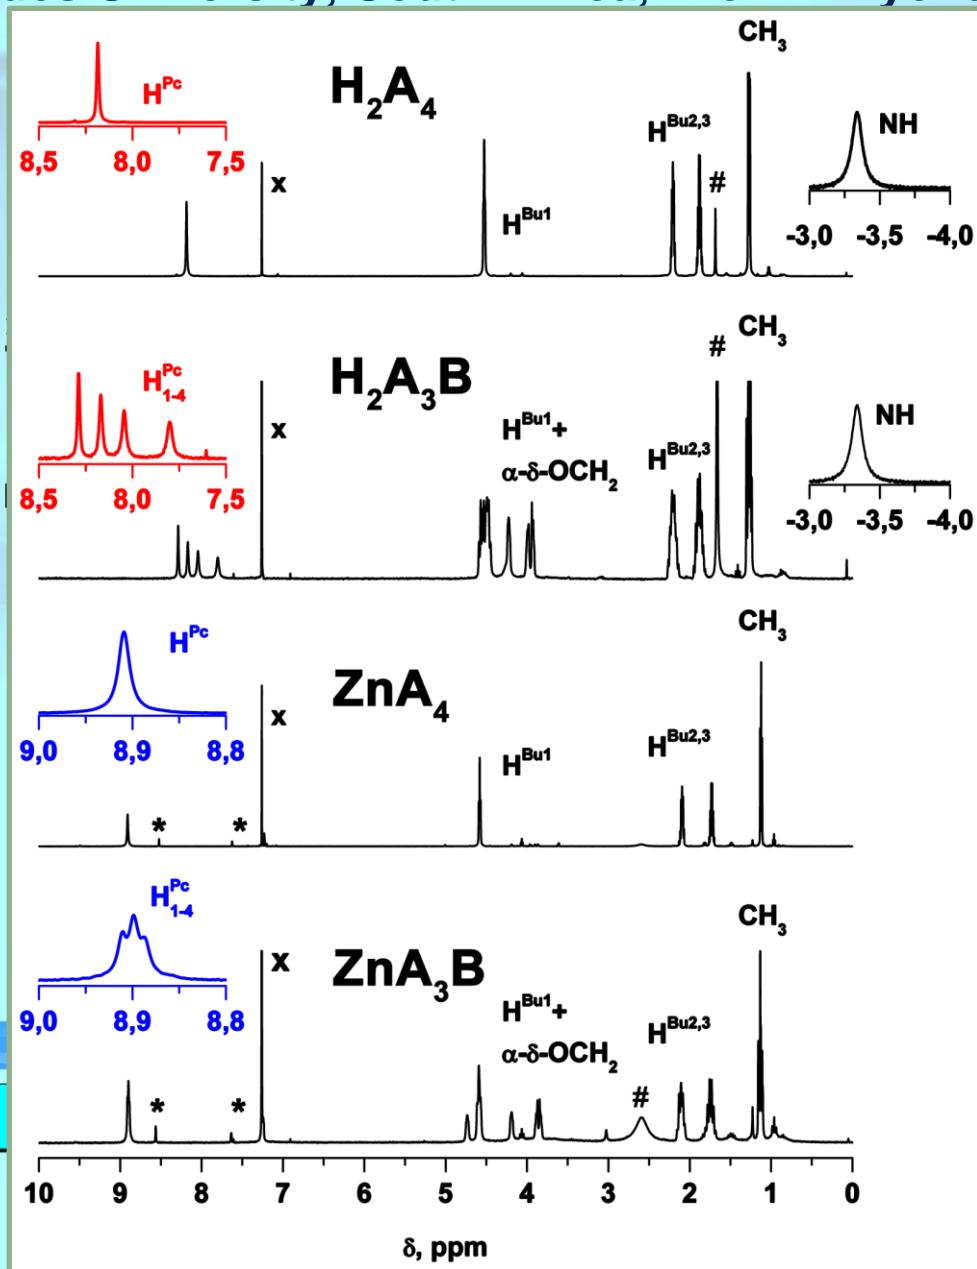 CH3
HPc
H2A4
8,5 8,0 7,5
x
HBu1
HBu2,3
#
NH
-3,0 -3,5 -4,0
CH3
#
HPc1-4
H2A3B
8,5 8,0 7,5
x
HBu1+
α-δ-OCH2
HBu2,3
NH
-3,0 -3,5 -4,0
CH3
HPc
ZnA4
9,0 8,9 8,8
x
HBu1
HBu2,3
* *
CH3
HPc1-4
ZnA3B
9,0 8,9 8,8
x
HBu1+
α-δ-OCH2
HBu2,3
#
* *
10 9 8 7 6 5 4 3 2 1 0
δ, ppm